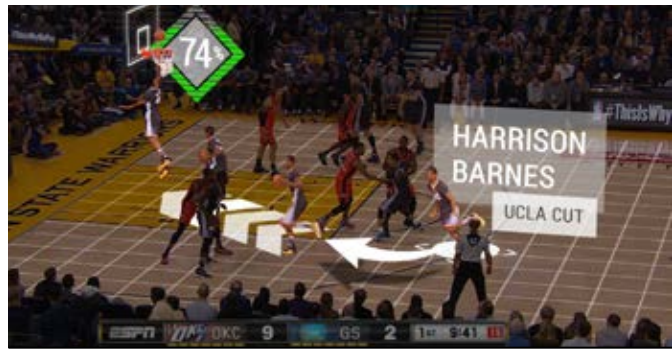 74%
#ThisIsWhy
HARRISON
BARNES
UCLA CUT
STATE WARRIORS
ESPN OKC 9 GS 2 1st 9:41